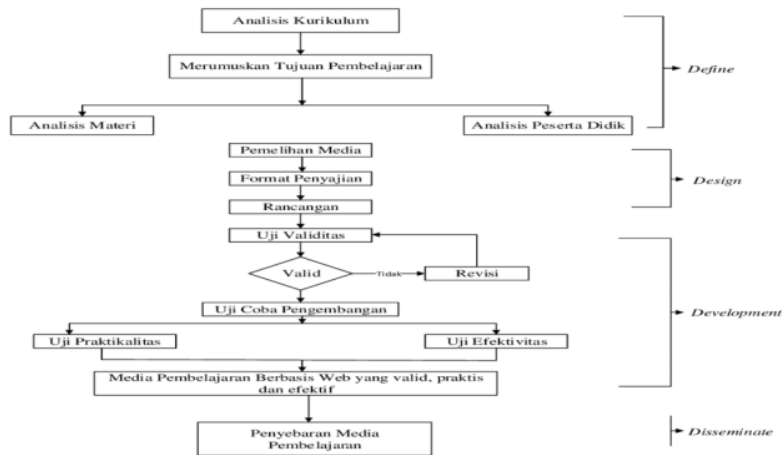 Analisis Kurikulum
Merumuskan Tujuan Pembelajaran
Define
Analisis Materi
Analisis Peserta Didik
Pemelihan Media
Format Penyajian
Design
Rancangan
Uji Validitas
Valid
Tidak
Revisi
Uji Coba Pengembangan
Development
Uji Praktikalitas
Uji Efektivitas
Media Pembelajaran Berbasis Web yang valid, praktis
dan efektif
Penyebaran Media
Pembelajaran
Disseminate